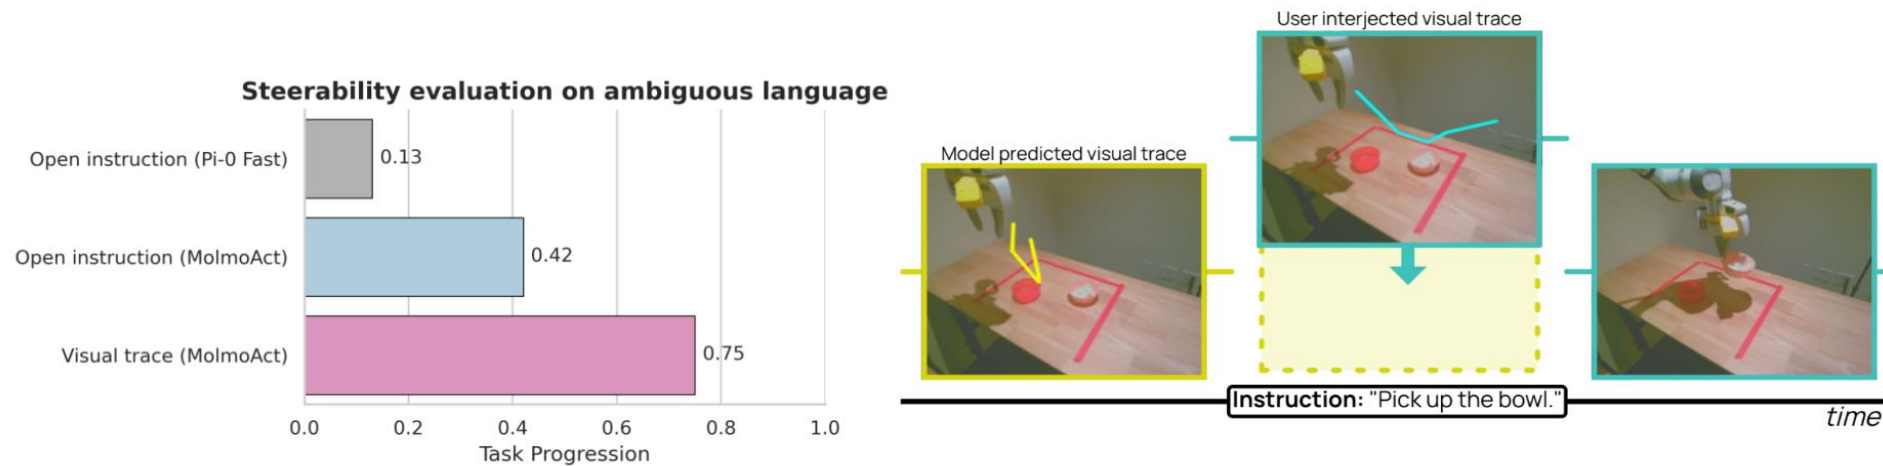 Steerability evaluation on ambiguous language
Open instruction (Pi-0 Fast)
0.13
Open instruction (MolmoAct)
0.42
Visual trace (MolmoAct)
0.75
0.0 0.2 0.4 0.6 0.8 1.0
Task Progression
User interjected visual trace
Model predicted visual trace
Instruction: "Pick up the bowl."
time